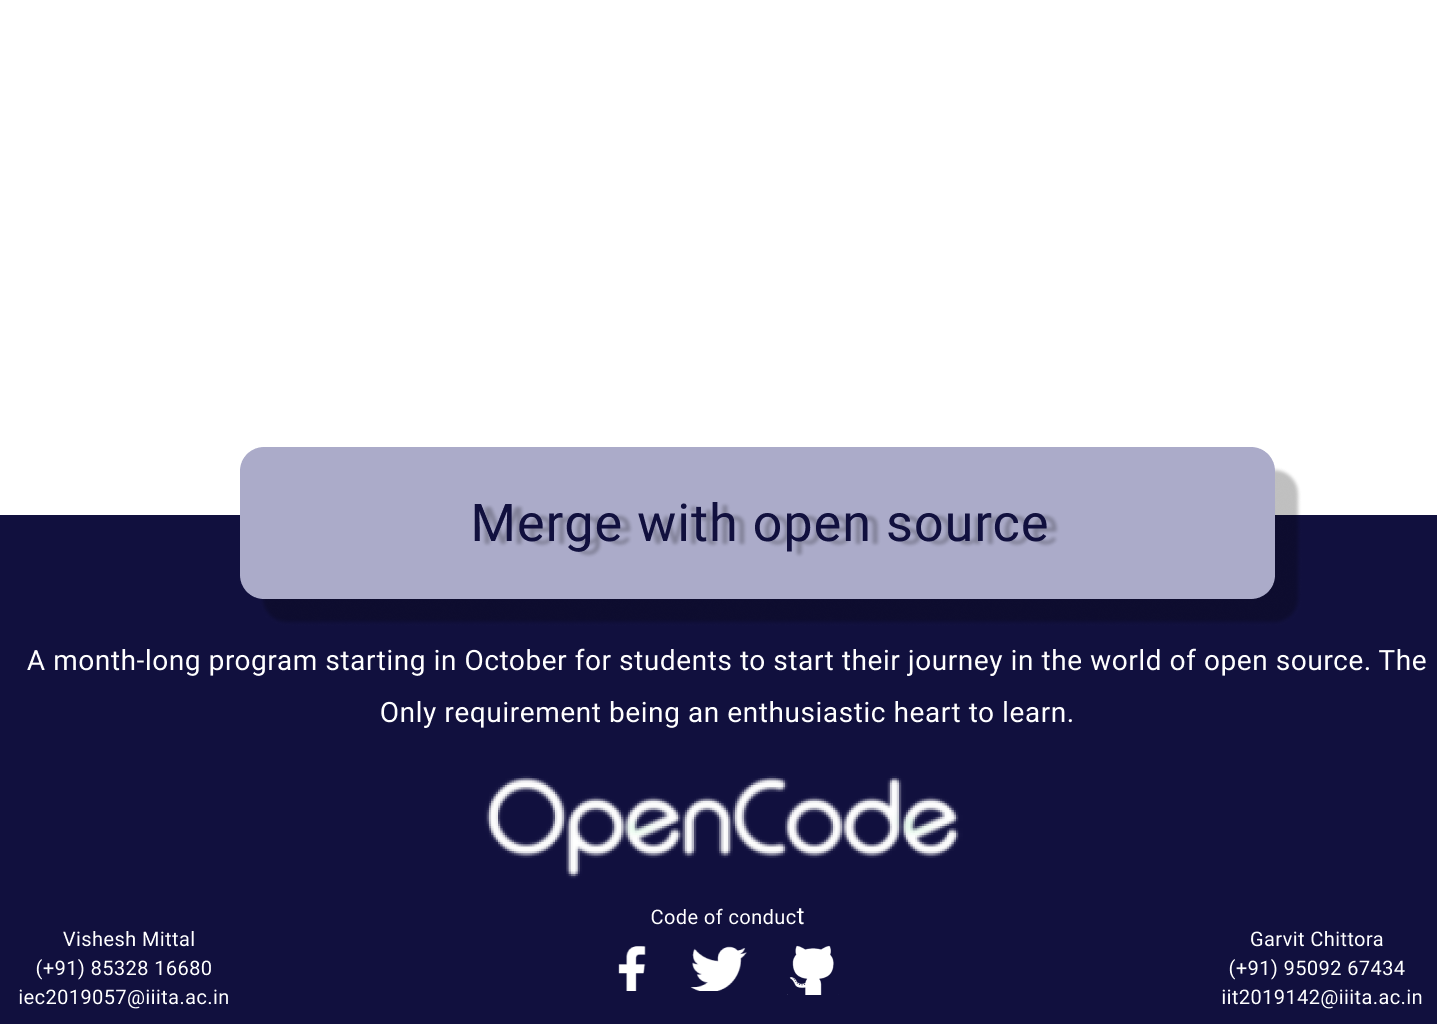 Merge with open source
A month-long program starting in October for students to start their journey in the world of open source. The
Only requirement being an enthusiastic heart to learn.
OpenCode
Code of conduct
Vishesh Mittal
(+91) 85328 16680
iec2019057@iiita.ac.in
Garvit Chittora
(+91) 95092 67434
iit2019142@iiita.ac.in